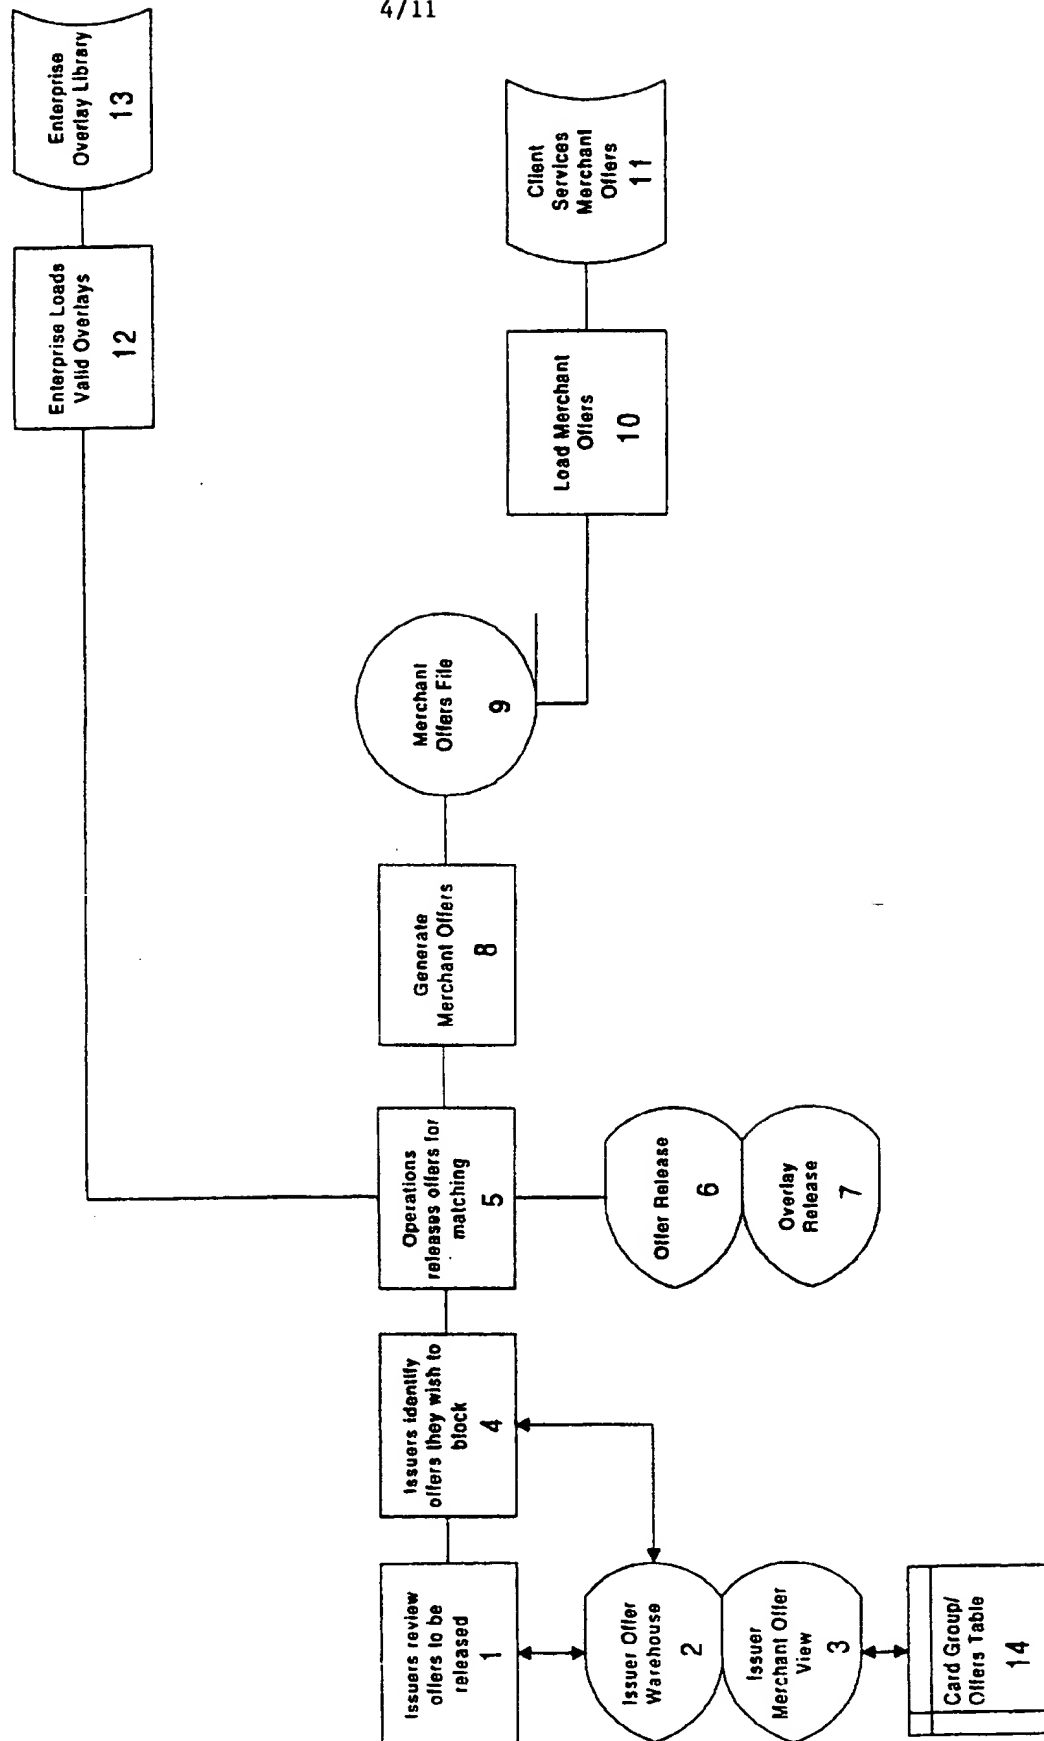 4/11
Issuers review
offers to be
released
1
Issuers identify
offers they wish to
block
4
Operations
releases offers for
matching
5
Generate
Merchant Offers
8
Merchant
Offers File
9
Load Merchant
Offers
10
Client
Services
Merchant
Offers
11
Enterprise Loads
Valid Overlays
12
Enterprise
Overlay Library
13
Issuer Offer
Warehouse
2
Issuer
Merchant Offer
View
3
Card Group/
Offers Table
14
Offer Release
6
Overlay
Release
7